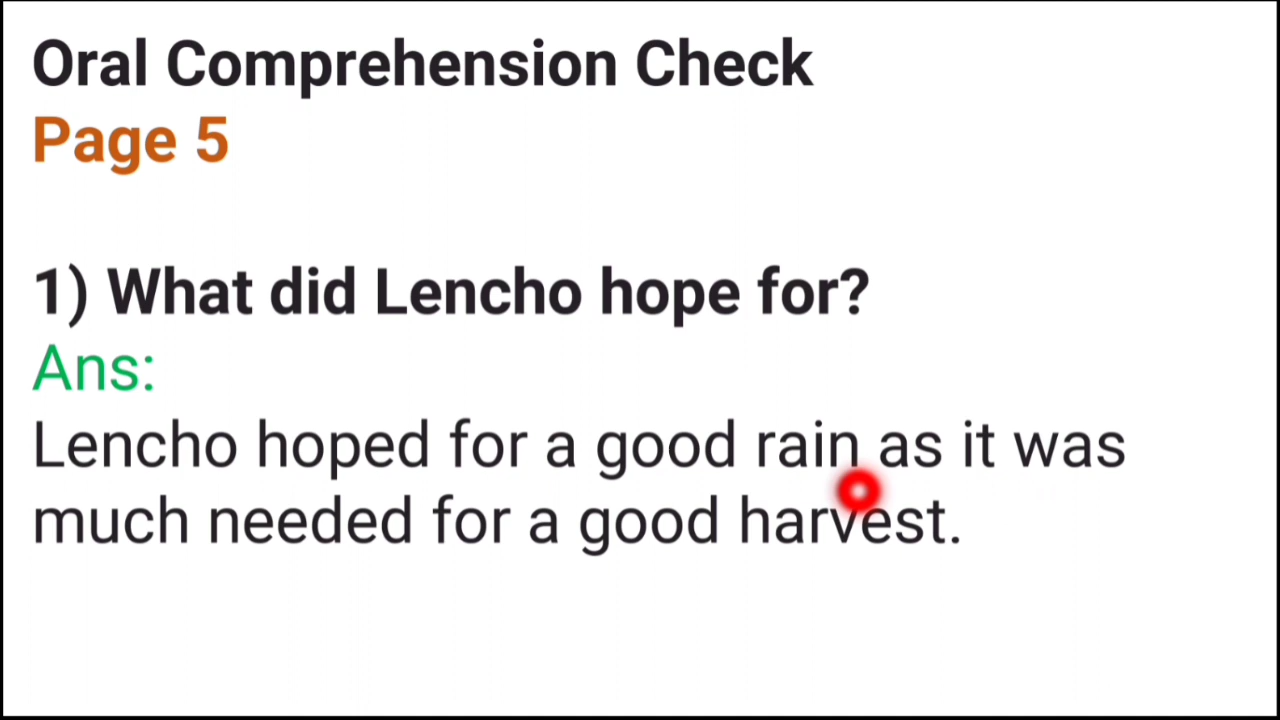 Oral Comprehension Check
Page 5
1) What did Lencho hope for?
Ans:
Lencho hoped for a good rain as it was
much needed for a good harvest.